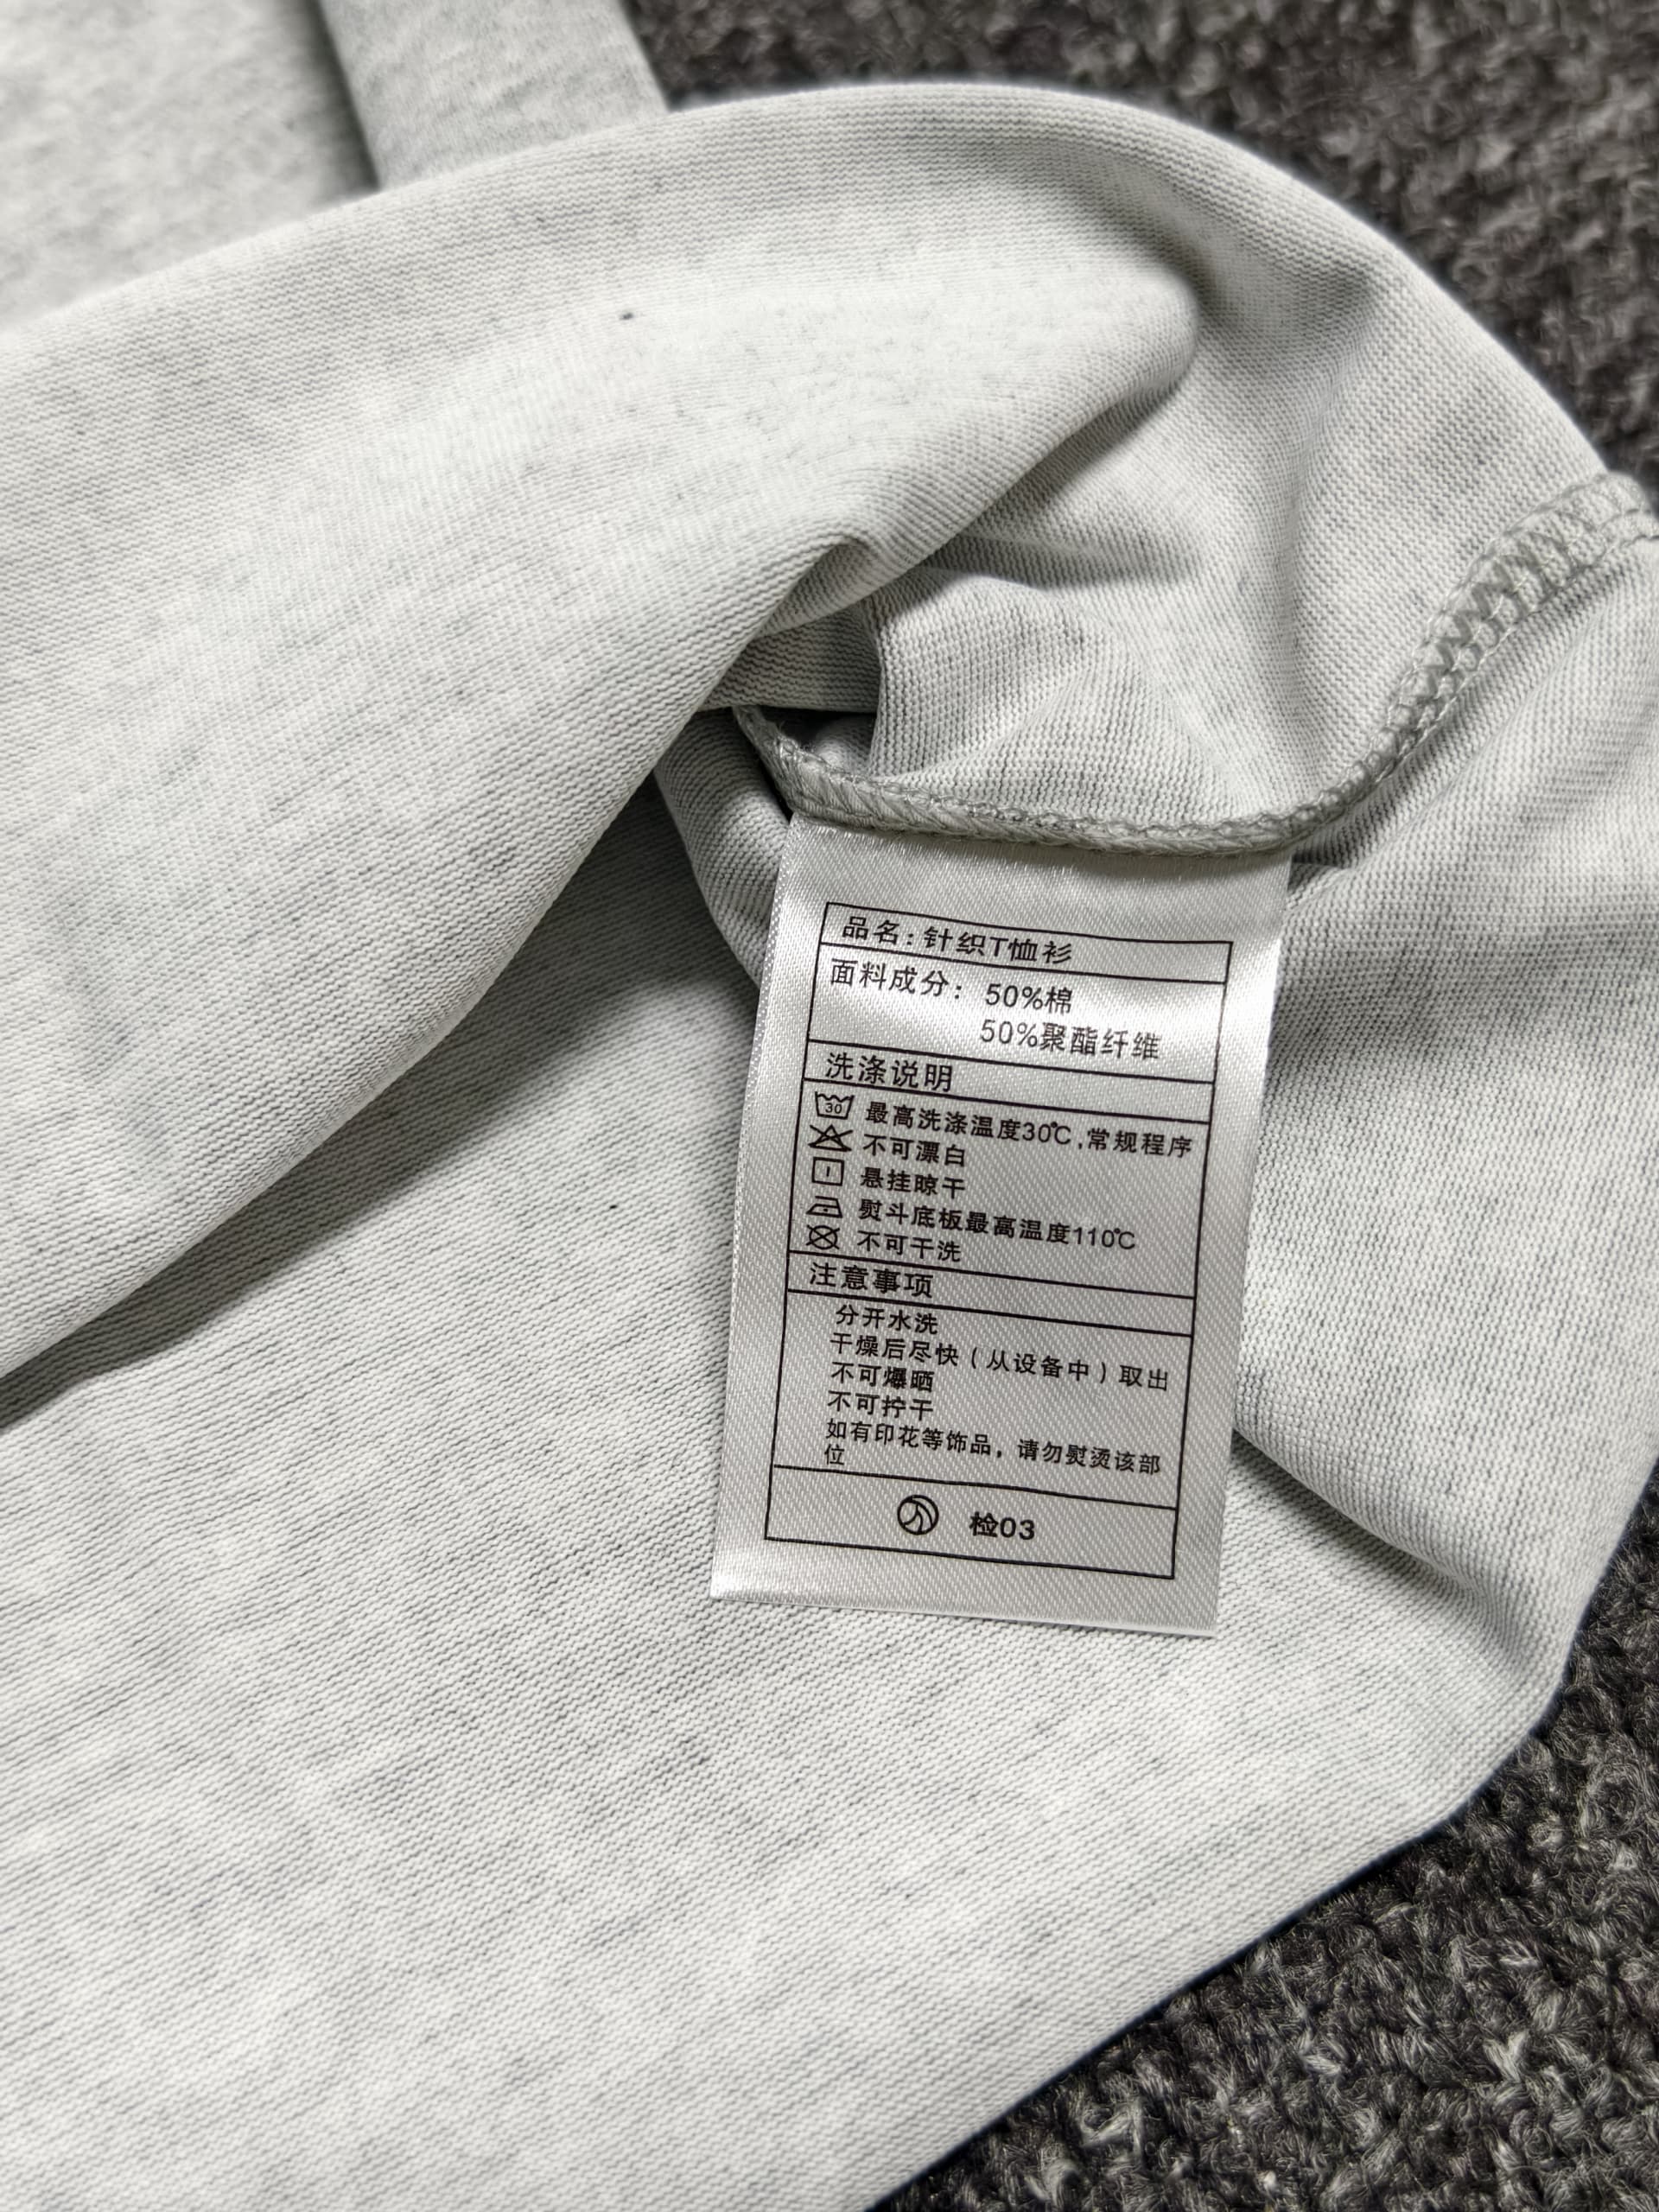 品名：针织T恤衫
面料成分：50%棉
50%聚酯纤维
洗涤说明
30 最高洗涤温度30℃,常规程序
不可漂白
悬挂晾干
熨斗底板最高温度110℃
不可干洗
注意事项
分开水洗
干燥后尽快（从设备中）取出
不可爆晒
不可拧干
如有印花等饰品，请勿熨烫该部
位
检03